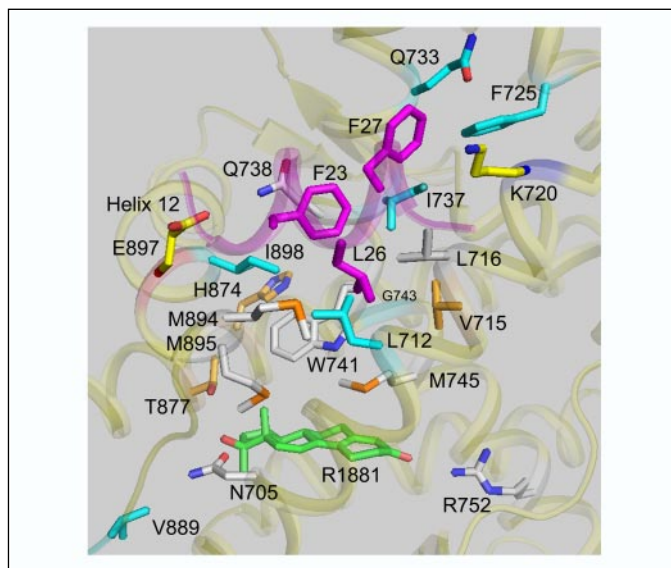 Q733
F725
F27
Q738
F23
K720
I737
Helix 12
E897
I898
L26
L716
H874
G743
M894
V715
M895
L712
W741
M745
T877
N705
R1881
R752
V889